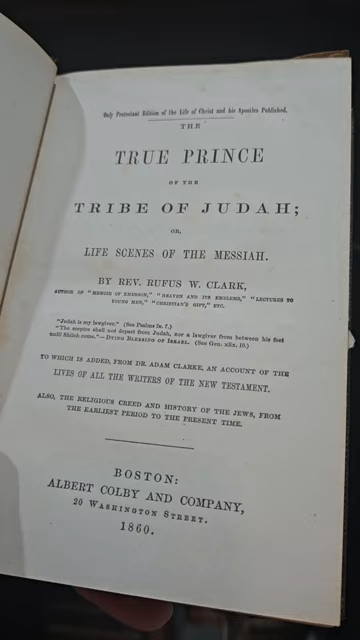 Only Protestant Edition of the Life of Christ and his Apostles Published.
THE
TRUE PRINCE
OF THE
TRIBE OF JUDAH;
OR,
LIFE SCENES OF THE MESSIAH.
BY REV. RUFUS W. CLARK,
AUTHOR OF "MEMOIR OF EMERSON," "HEAVEN AND ITS EMBLEMS," "LECTURES TO
YOUNG MEN," "CHRISTIAN'S GIFT," ETC.
"Judah is my lawgiver." (See Psalms lx. 7.)
"The sceptre shall not depart from Judah, nor a lawgiver from between his feet
until Shiloh come."—DYING BLESSING OF ISRAEL. (See Gen. xlix. 10.)
TO WHICH IS ADDED, FROM DR. ADAM CLARKE, AN ACCOUNT OF THE
LIVES OF ALL THE WRITERS OF THE NEW TESTAMENT.
ALSO, THE RELIGIOUS CREED AND HISTORY OF THE JEWS, FROM
THE EARLIEST PERIOD TO THE PRESENT TIME.
BOSTON:
ALBERT COLBY AND COMPANY,
20 WASHINGTON STREET.
1860.